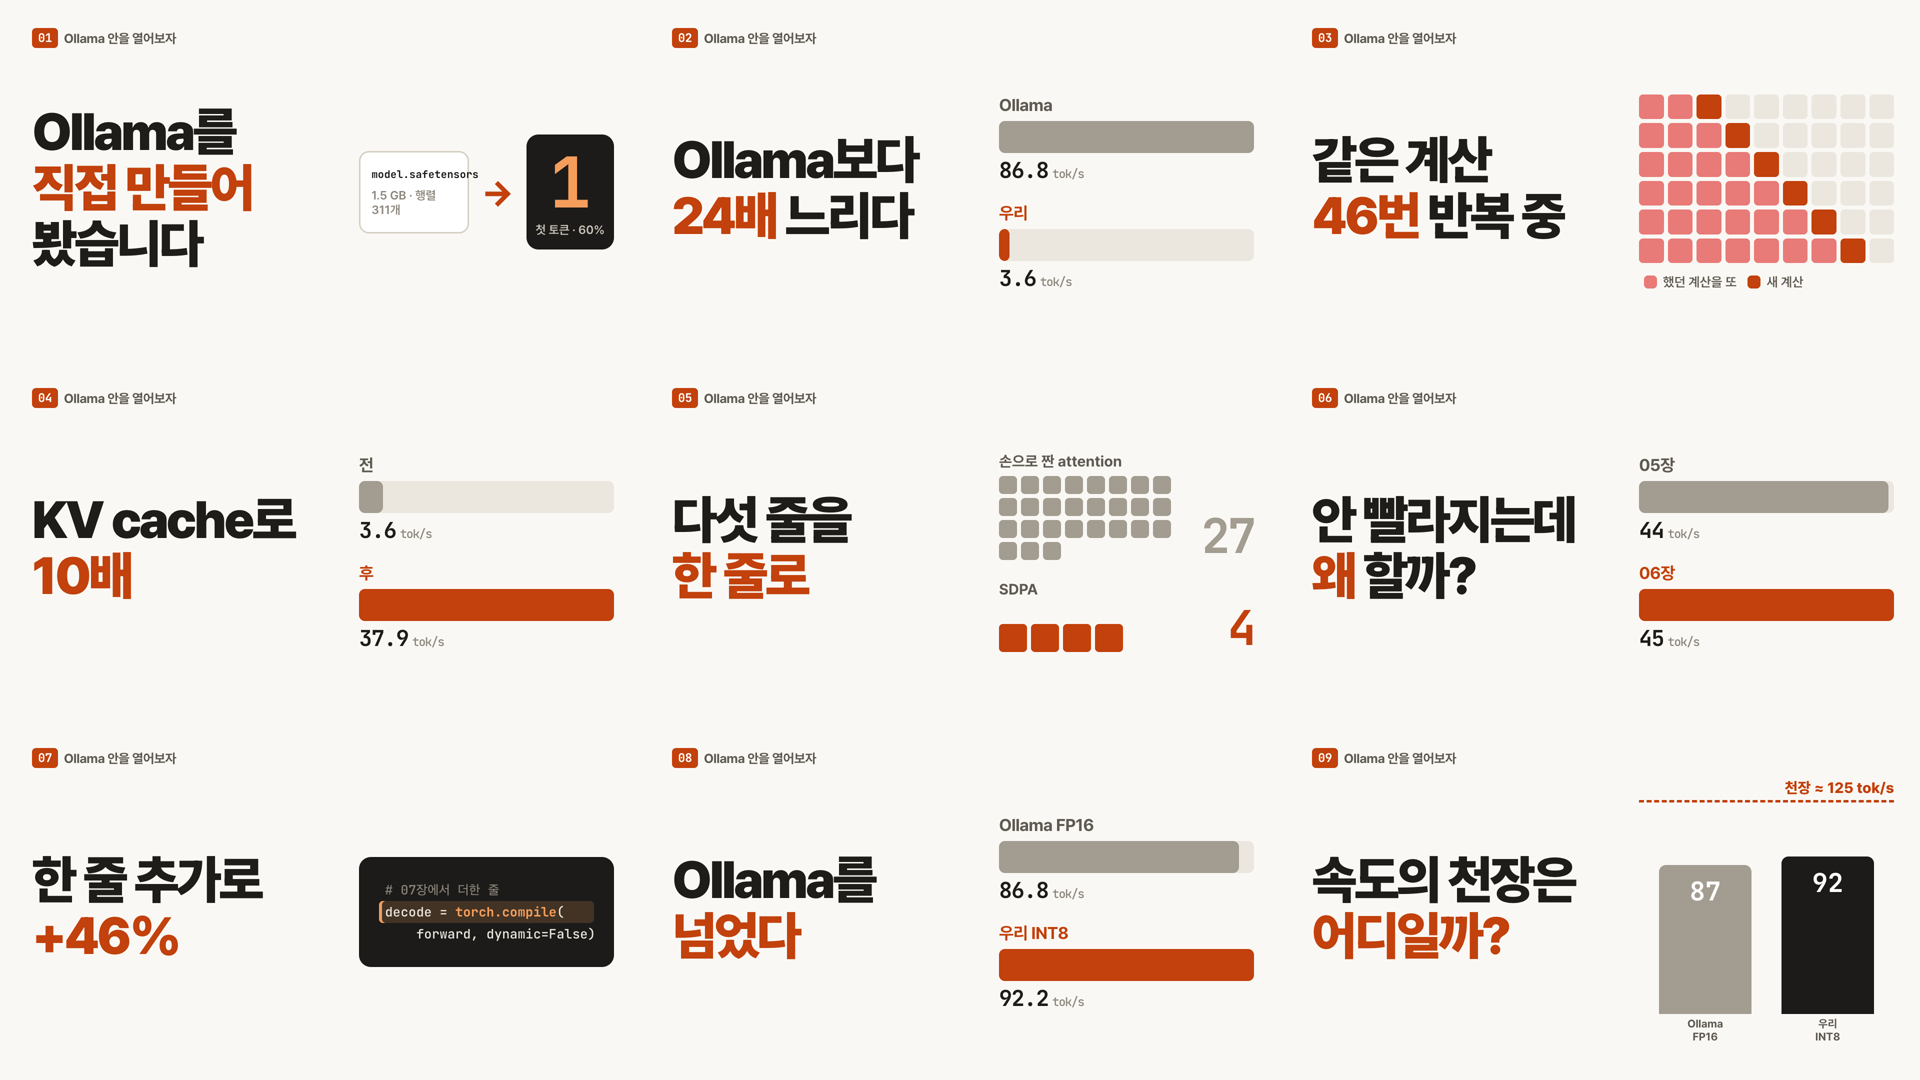 01 Ollama 안을 열어보자
Ollama를
직접 만들어
봤습니다
model.safetensors
1.5 GB · 행렬
311개
→
1
첫 토큰 · 60%
02 Ollama 안을 열어보자
Ollama보다
24배 느리다
Ollama
86.8 tok/s
우리
3.6 tok/s
03 Ollama 안을 열어보자
같은 계산
46번 반복 중
했던 계산을 또 새 계산
04 Ollama 안을 열어보자
KV cache로
10배
전
3.6 tok/s
후
37.9 tok/s
05 Ollama 안을 열어보자
다섯 줄을
한 줄로
손으로 짠 attention
27
SDPA
4
06 Ollama 안을 열어보자
안 빨라지는데
왜 할까?
05장
44 tok/s
06장
45 tok/s
07 Ollama 안을 열어보자
한 줄 추가로
+46%
# 07장에서 더한 줄
decode = torch.compile(
forward, dynamic=False)
08 Ollama 안을 열어보자
Ollama를
넘었다
Ollama FP16
86.8 tok/s
우리 INT8
92.2 tok/s
09 Ollama 안을 열어보자
속도의 천장은
어디일까?
천장 ≈ 125 tok/s
87
92
Ollama
FP16
우리
INT8